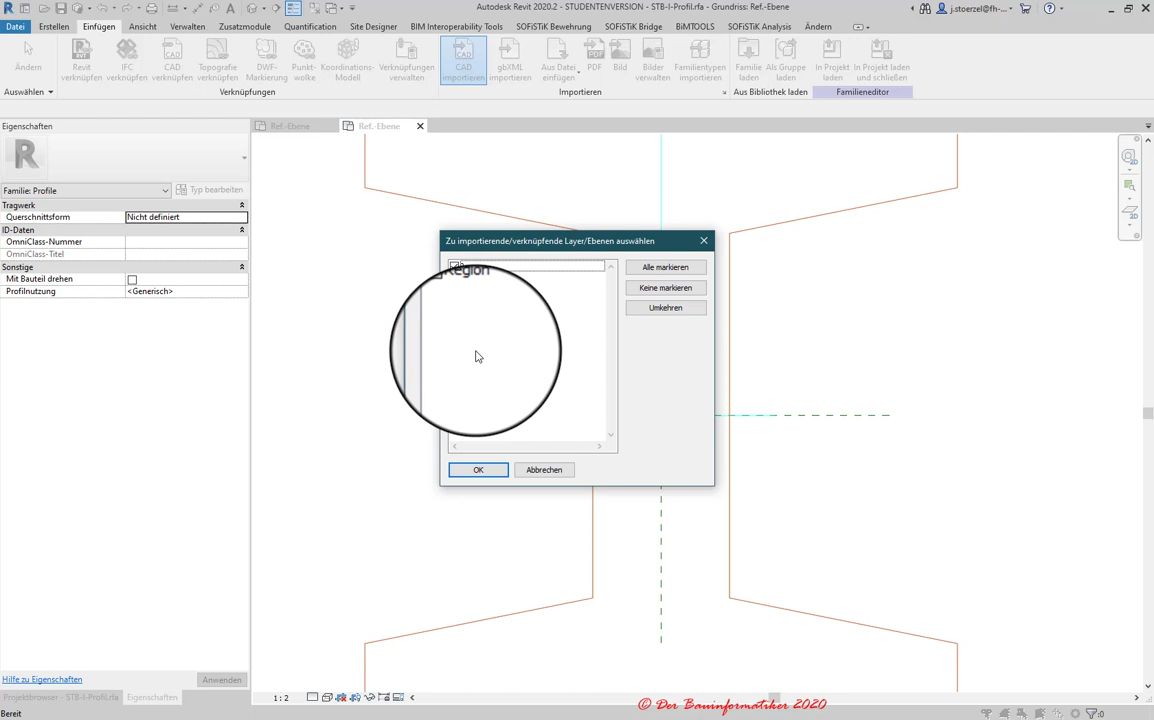 Autodesk Revit 2020.2 - STUDENTENVERSION - STB-I-Profil.rfa - Grundriss: Ref.-Ebene
j.stoerzel@fh-...
Datei Erstellen Einfügen Ansicht Verwalten Zusatzmodule Quantification Site Designer BIM Interoperability Tools SOFiSTiK Bewehrung SOFiSTiK Bridge BiMTOOLS SOFiSTiK Analysis Ändern
Ändern
Revit verknüpfen
IFC verknüpfen
CAD verknüpfen
Topografie verknüpfen
DWF-Markierung
Punkt-wolke
Koordinations-Modell
Verknüpfungen verwalten
CAD importieren
gbXML importieren
Aus Datei einfügen
PDF
Bild
Bilder verwalten
Familientypen importieren
Familie laden
Als Gruppe laden
In Projekt laden
In Projekt laden und schließen
Auswählen Verknüpfungen Importieren Aus Bibliothek laden Familieneditor
Eigenschaften
Ref.-Ebene Ref.-Ebene
Familie: Profile Typ bearbeiten
Tragwerk
Querschnittsform Nicht definiert
ID-Daten
OmniClass-Nummer
OmniClass-Titel
Sonstige
Mit Bauteil drehen
Profilnutzung <Generisch>
Zu importierende/verknüpfende Layer/Ebenen auswählen
Region
Alle markieren
Keine markieren
Umkehren
OK Abbrechen
2D
2D
Hilfe zu Eigenschaften Anwenden
Projektbrowser - STB-I-Profil.rfa Eigenschaften
1 : 2
Bereit
:0
© Der Bauinformatiker 2020